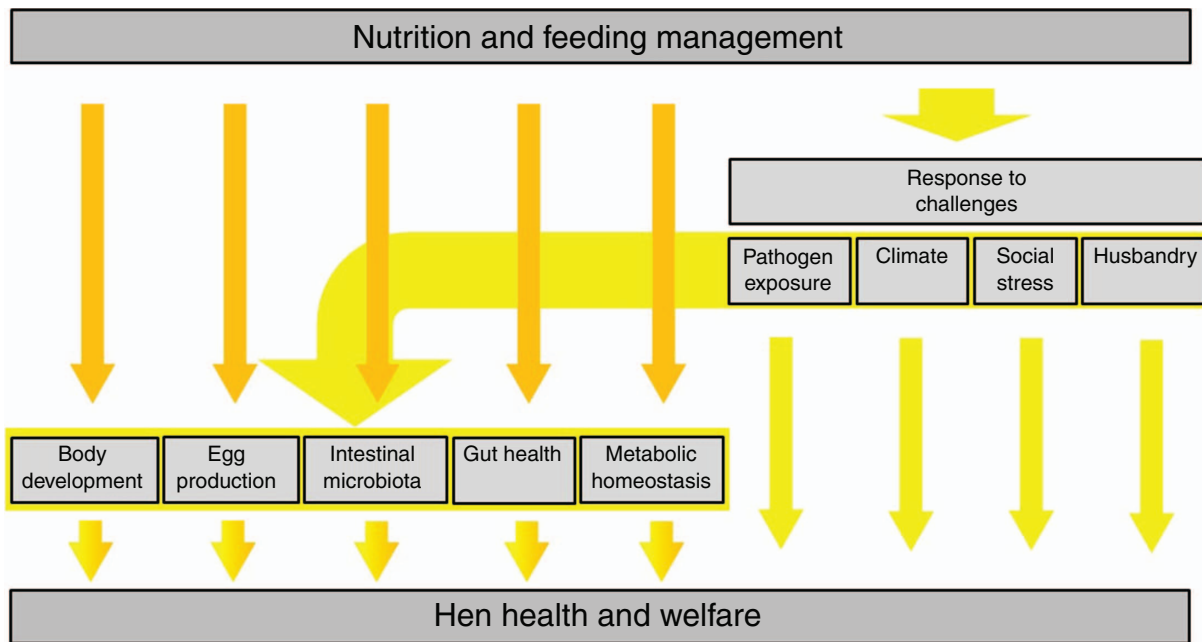 Nutrition and feeding management
Response to
challenges
Pathogen
exposure
Climate
Social
stress
Husbandry
Body
development
Egg
production
Intestinal
microbiota
Gut health
Metabolic
homeostasis
Hen health and welfare